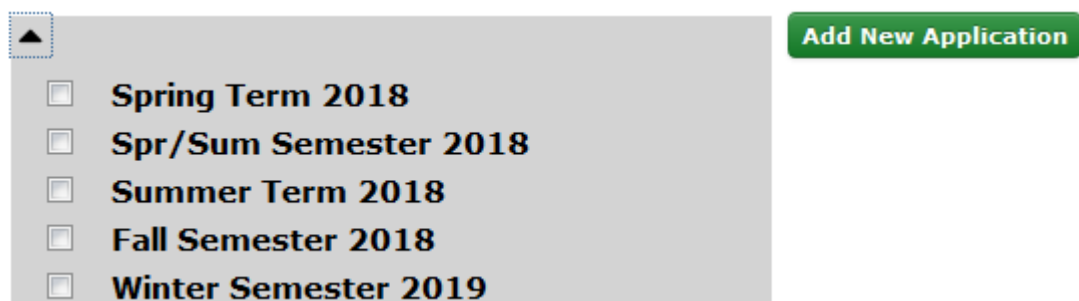 Add New Application
Spring Term 2018
Spr/Sum Semester 2018
Summer Term 2018
Fall Semester 2018
Winter Semester 2019